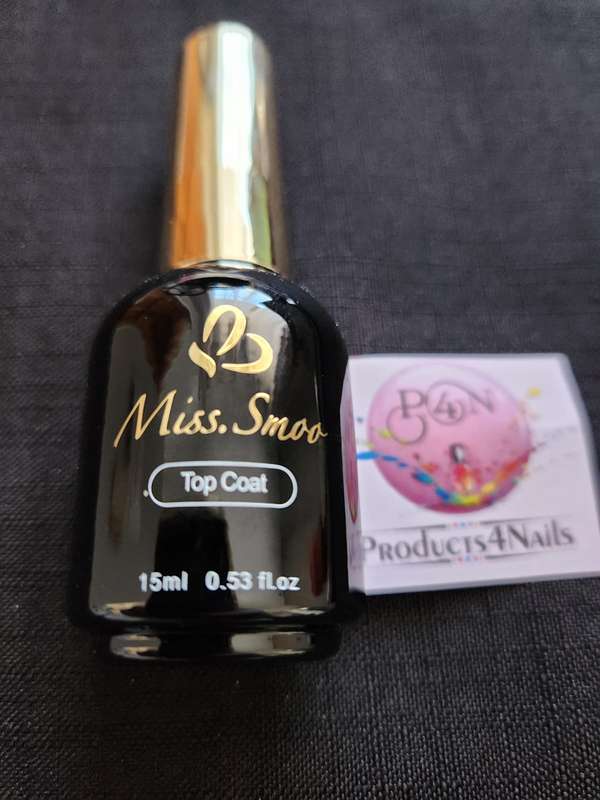 Miss. Smoo
Top Coat
15ml 0.53 fl.oz
P4N
Products4Nails